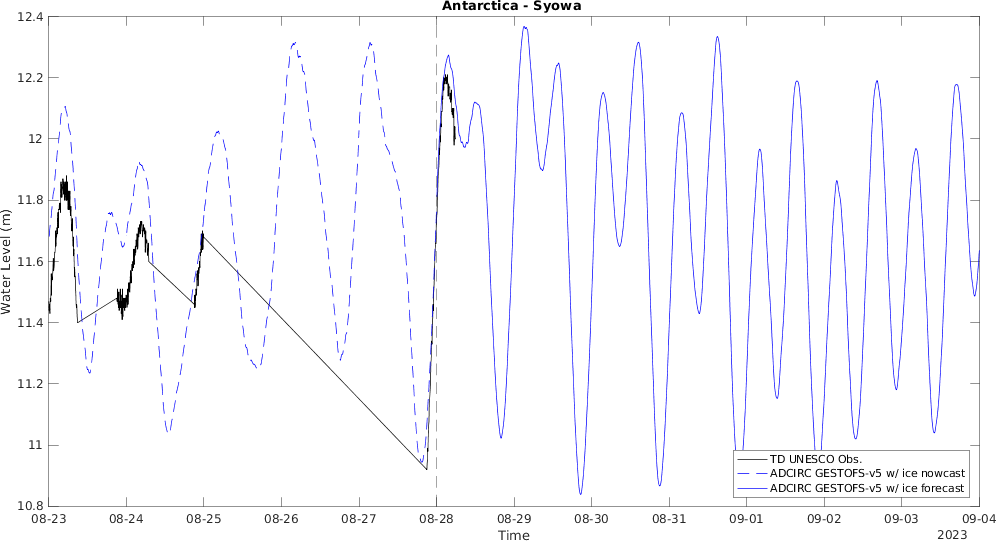 Antarctica - Syowa
12.4
12.2
12
11.8
11.6
11.4
11.2
11
10.8
Water Level (m)
08-23 08-24 08-25 08-26 08-27 08-28 08-29 08-30 08-31 09-01 09-02 09-03 09-04
Time
2023
TD UNESCO Obs.
ADCIRC GESTOFS-v5 w/ ice nowcast
ADCIRC GESTOFS-v5 w/ ice forecast